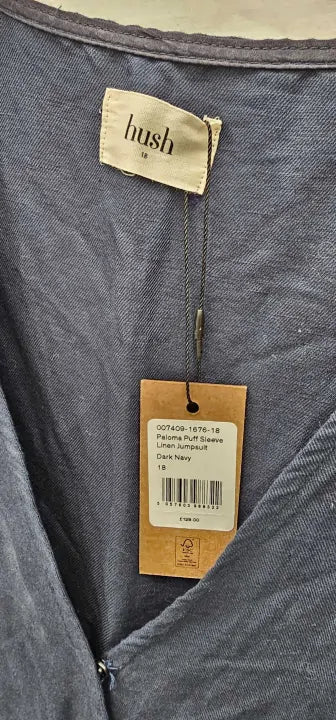 hush
18
007409-1676-18
Paloma Puff Sleeve
Linen Jumpsuit
Dark Navy
18
£129.00